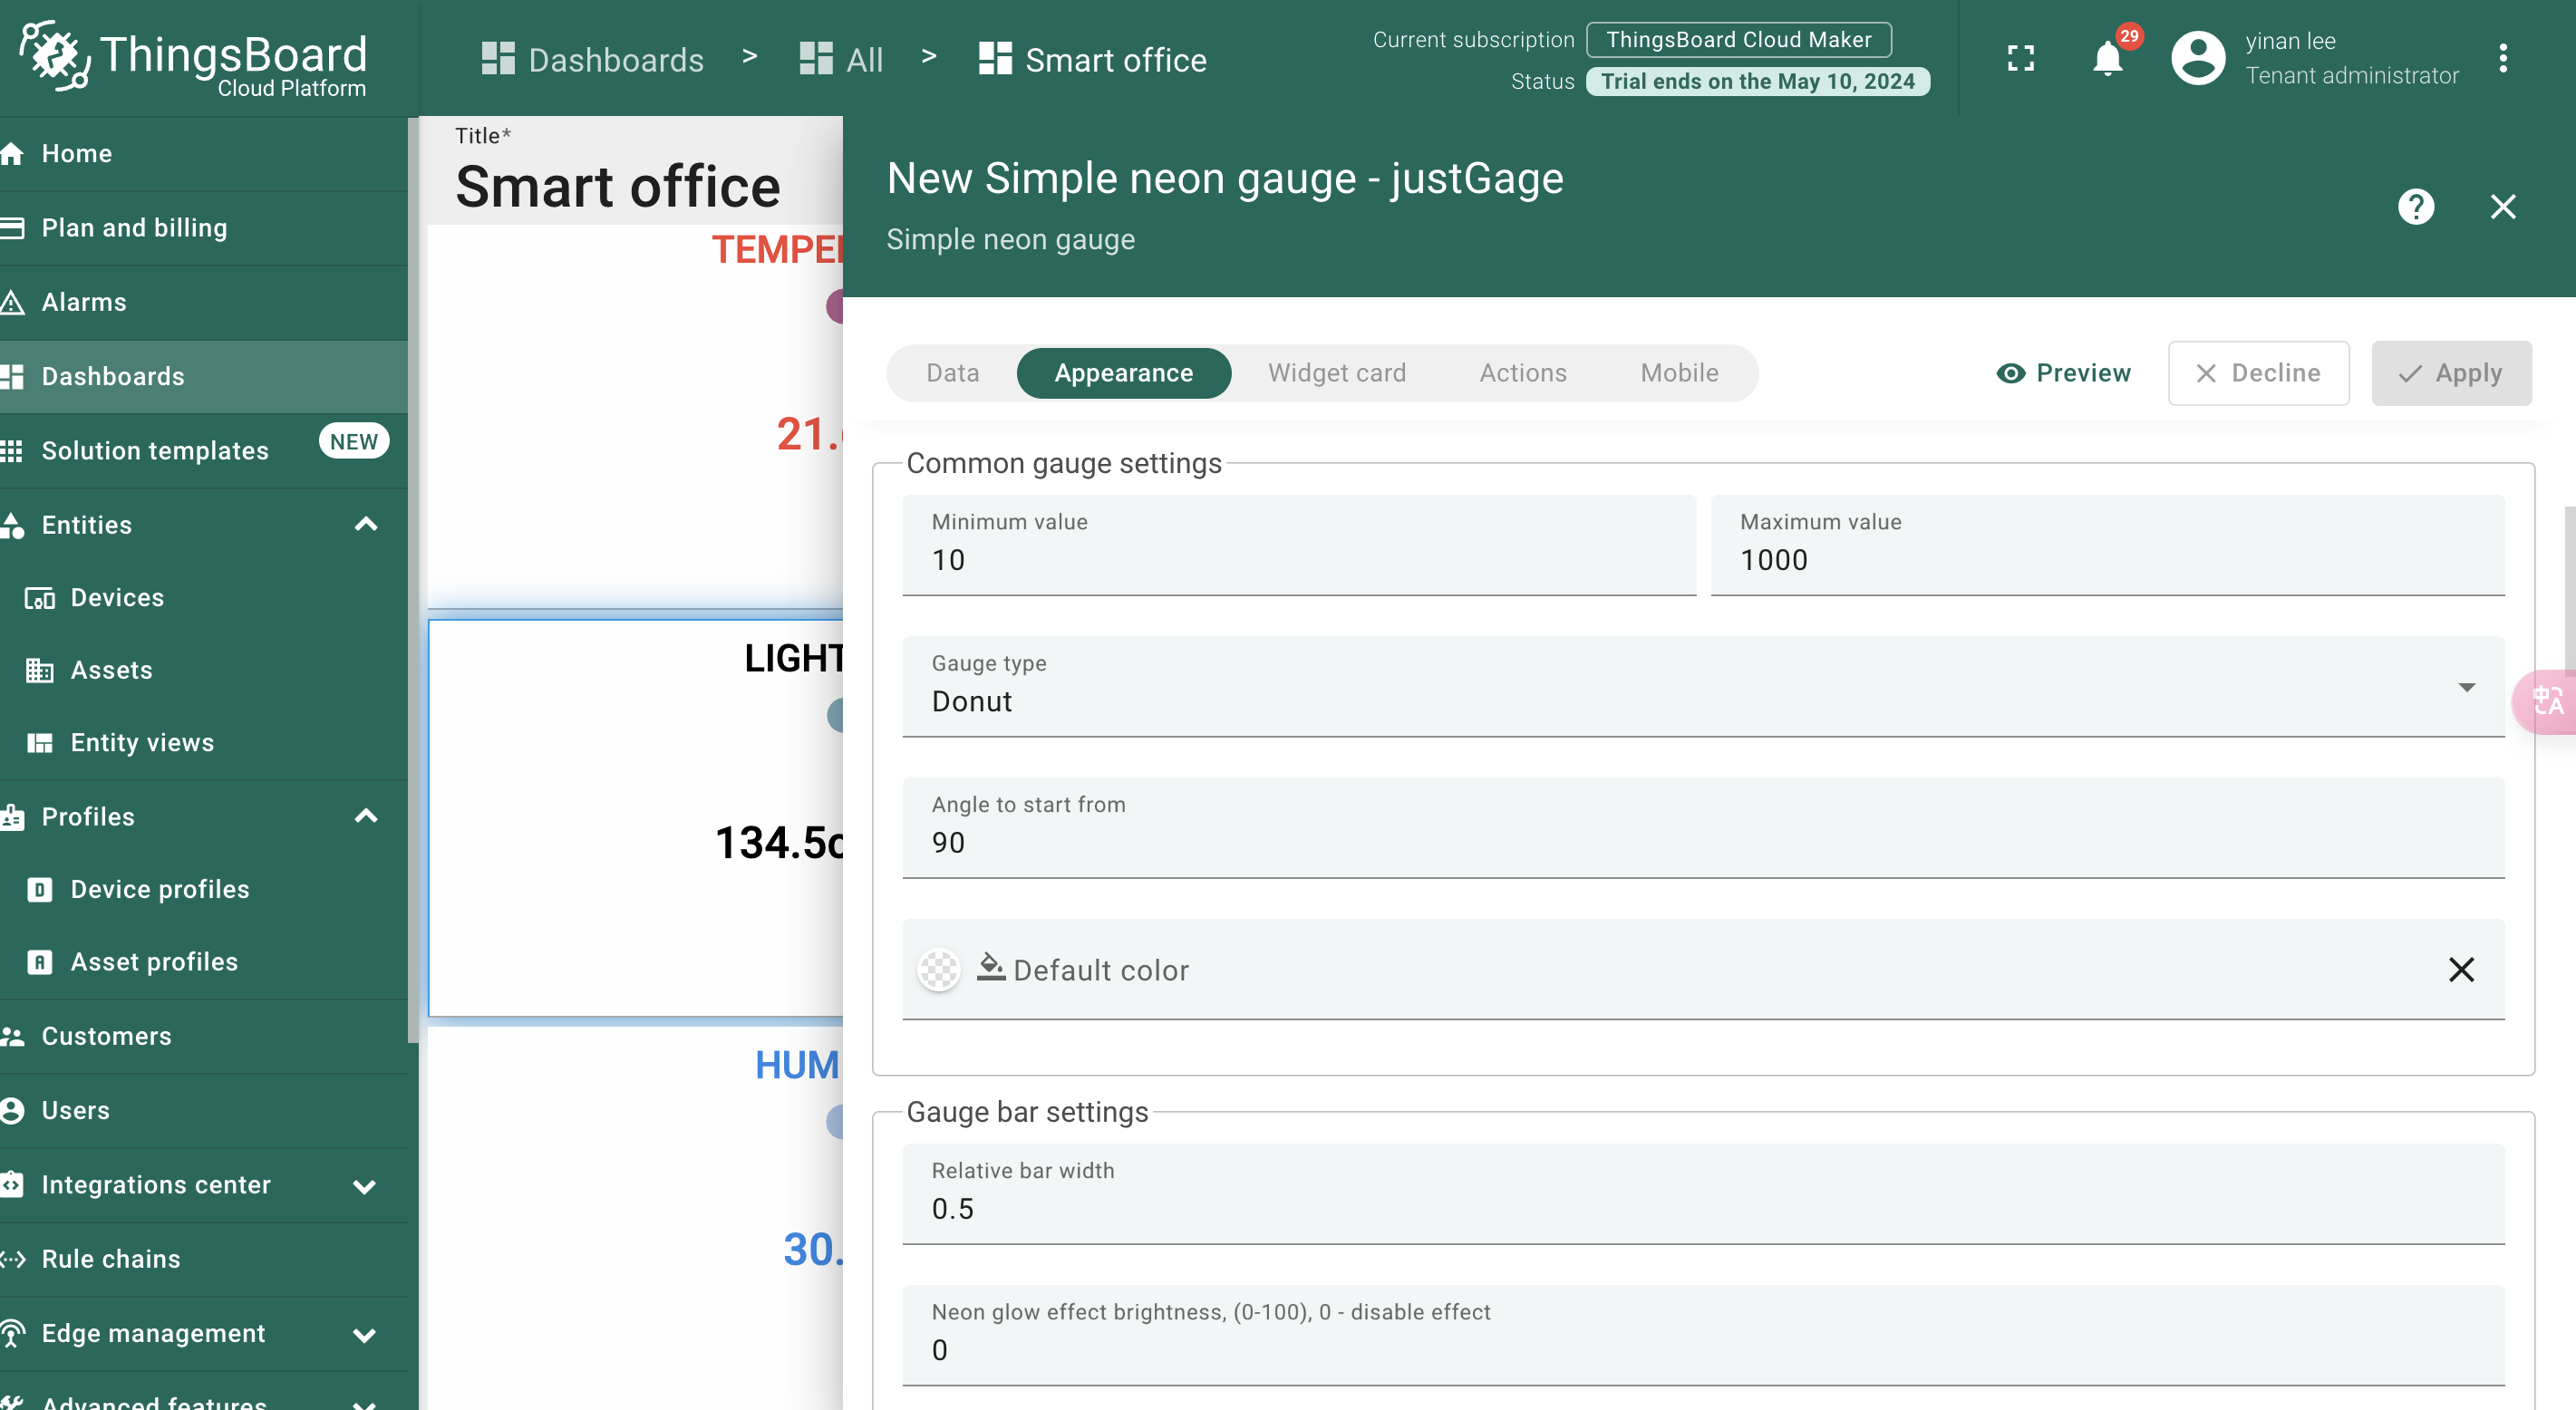 ThingsBoard
Cloud Platform
Dashboards > All > Smart office
Current subscription ThingsBoard Cloud Maker
Status Trial ends on the May 10, 2024
29
yinan lee
Tenant administrator
Home
Plan and billing
Alarms
Dashboards
Solution templates NEW
Entities
Devices
Assets
Entity views
Profiles
Device profiles
Asset profiles
Customers
Users
Integrations center
Rule chains
Edge management
Advanced features
Title*
Smart office
21.
LIGHT
134.5
HUM
30.
New Simple neon gauge - justGage
Simple neon gauge
Data Appearance Widget card Actions Mobile
Preview Decline Apply
Common gauge settings
Minimum value
10
Maximum value
1000
Gauge type
Donut
Angle to start from
90
Default color
Gauge bar settings
Relative bar width
0.5
Neon glow effect brightness, (0-100), 0 - disable effect
0